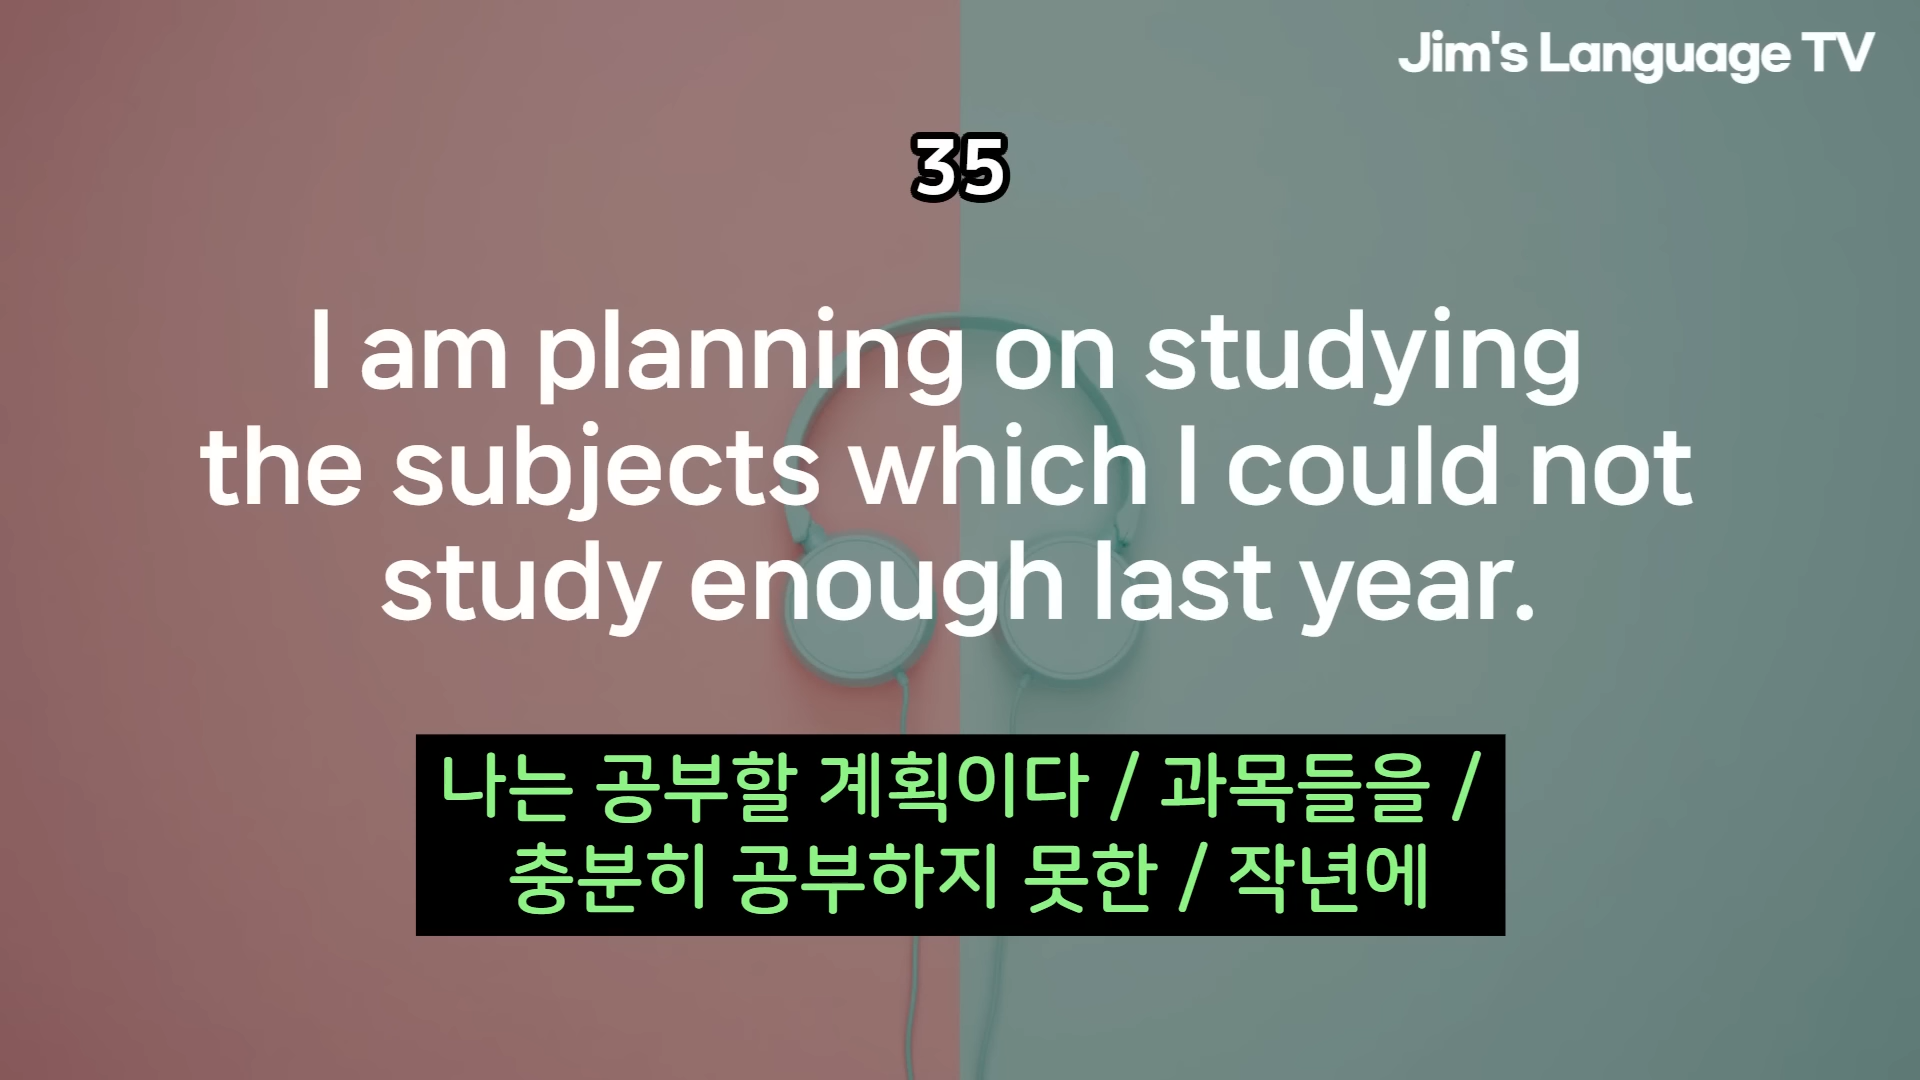 Jim's Language TV
35
I am planning on studying
the subjects which I could not
study enough last year.
나는 공부할 계획이다 / 과목들을 /
충분히 공부하지 못한 / 작년에